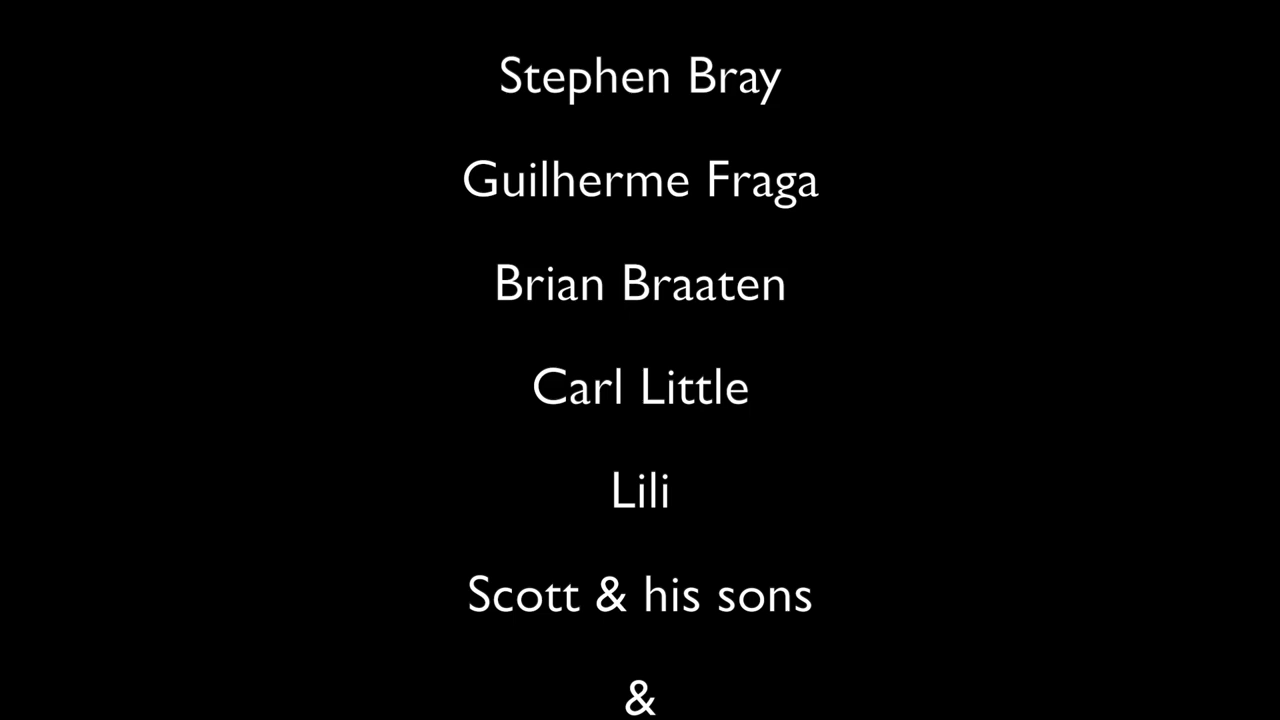 Stephen Bray
Guilherme Fraga
Brian Braaten
Carl Little
Lili
Scott & his sons
&